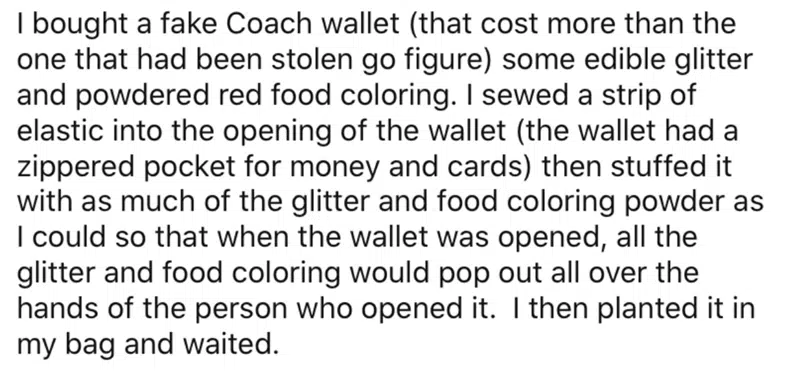 I bought a fake Coach wallet (that cost more than the
one that had been stolen go figure) some edible glitter
and powdered red food coloring. I sewed a strip of
elastic into the opening of the wallet (the wallet had a
zippered pocket for money and cards) then stuffed it
with as much of the glitter and food coloring powder as
I could so that when the wallet was opened, all the
glitter and food coloring would pop out all over the
hands of the person who opened it.  I then planted it in
my bag and waited.